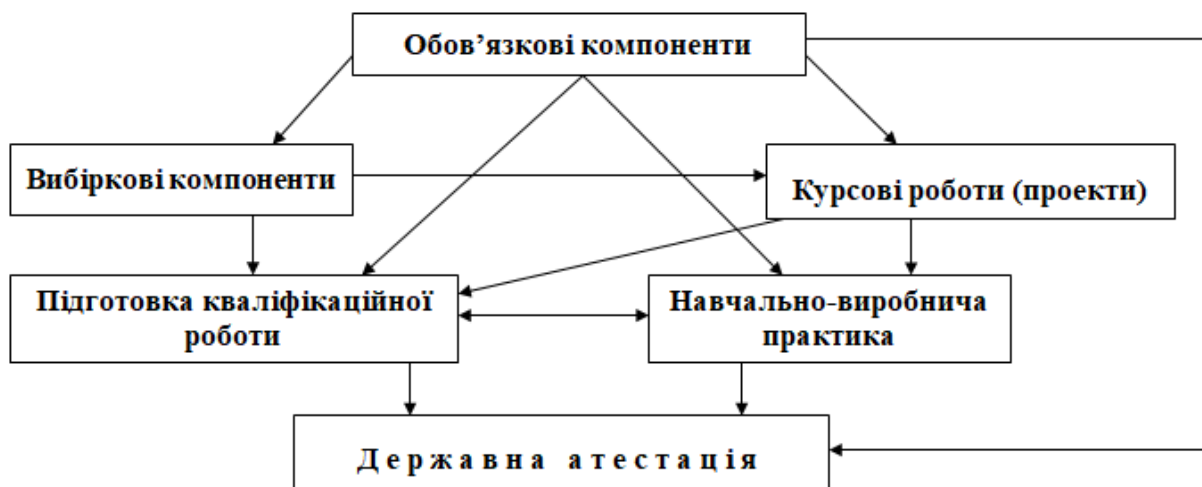 Обов’язкові компоненти
Вибіркові компоненти
Курсові роботи (проекти)
Підготовка кваліфікаційної
роботи
Навчально-виробнича
практика
Державна атестація